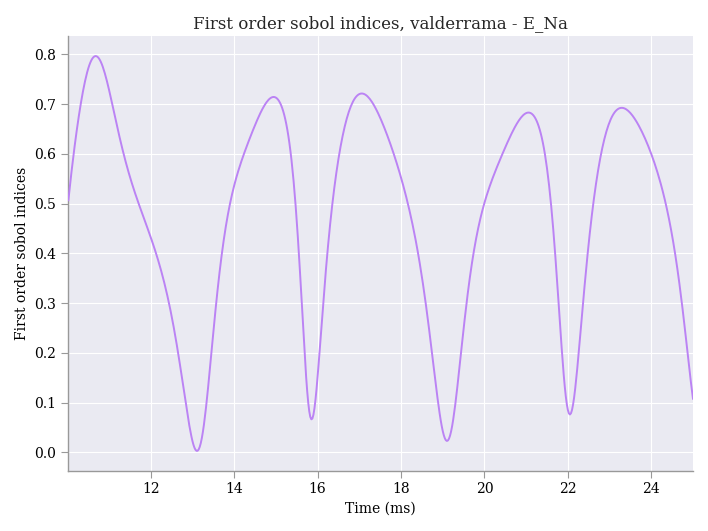 First order sobol indices, valderrama - E_Na
First order sobol indices
0.8
0.7
0.6
0.5
0.4
0.3
0.2
0.1
0.0
12 14 16 18 20 22 24
Time (ms)